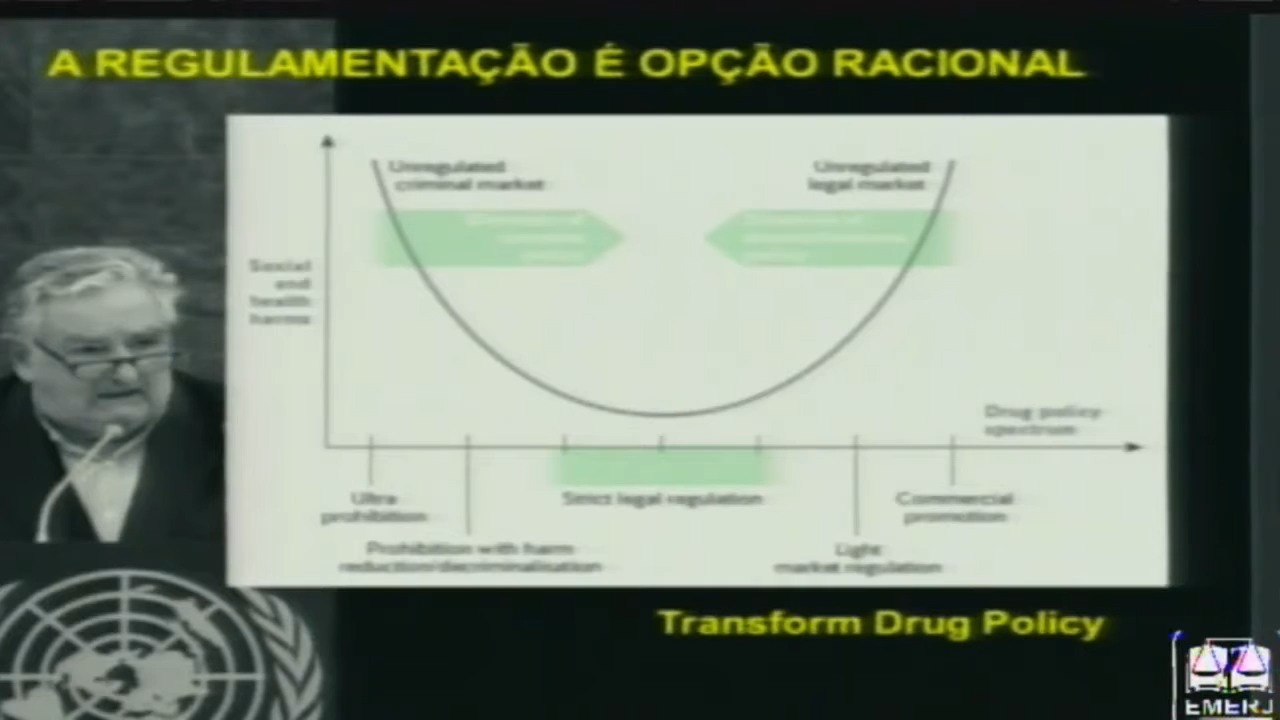 A REGULAMENTAÇÃO É OPÇÃO RACIONAL
Unregulated
criminal market
Unregulated
legal market
Social
and
health
harms
Drug policy
spectrum
Ultra
prohibition
Strict legal regulation
Commercial
promotion
Prohibition with harm
reduction/decriminalisation
Light
market regulation
Transform Drug Policy
EMERJ